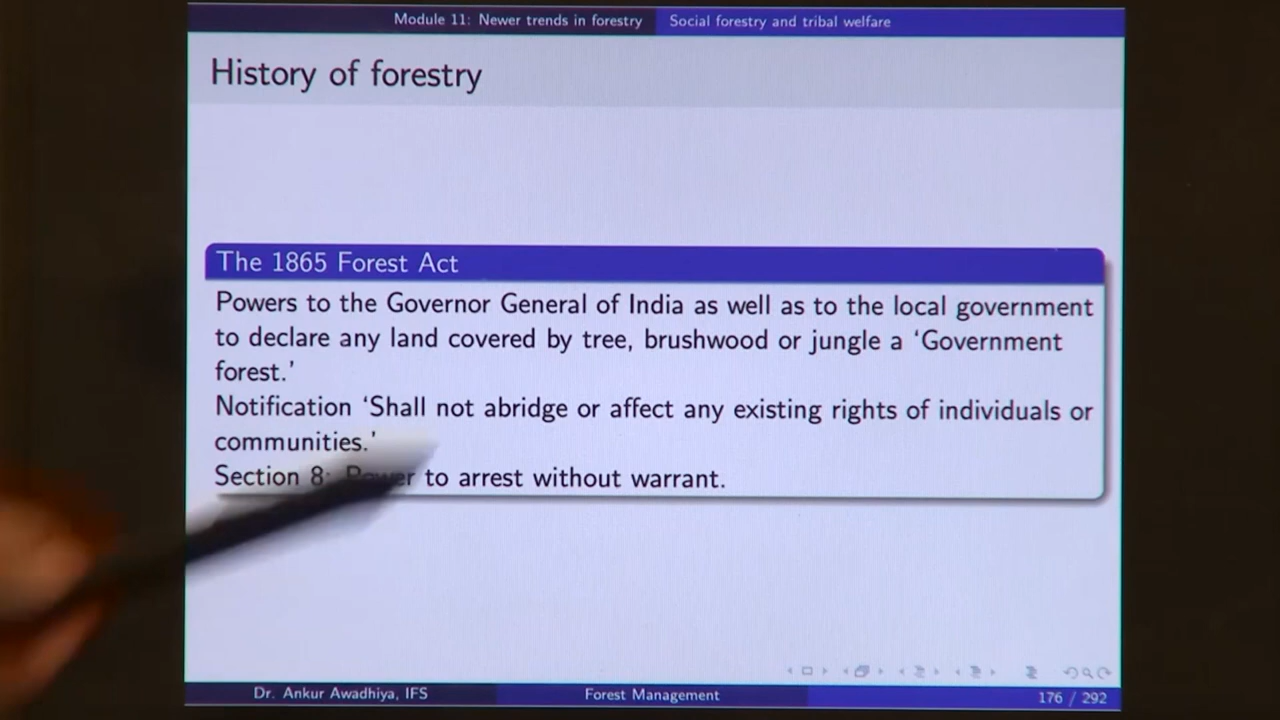 Module 11: Newer trends in forestry Social forestry and tribal welfare
History of forestry
The 1865 Forest Act
Powers to the Governor General of India as well as to the local government
to declare any land covered by tree, brushwood or jungle a ‘Government
forest.’
Notification ‘Shall not abridge or affect any existing rights of individuals or
communities.’
Section 8: Power to arrest without warrant.
Dr. Ankur Awadhiya, IFS Forest Management 176 / 292